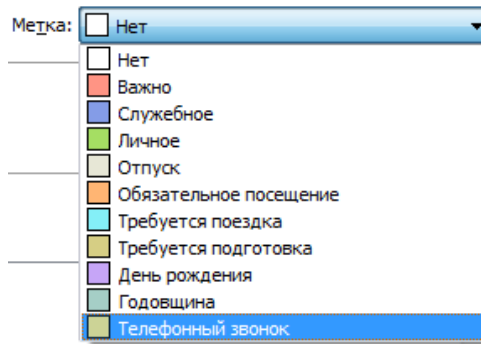 Метка: Нет
Нет
Важно
Служебное
Личное
Отпуск
Обязательное посещение
Требуется поездка
Требуется подготовка
День рождения
Годовщина
Телефонный звонок